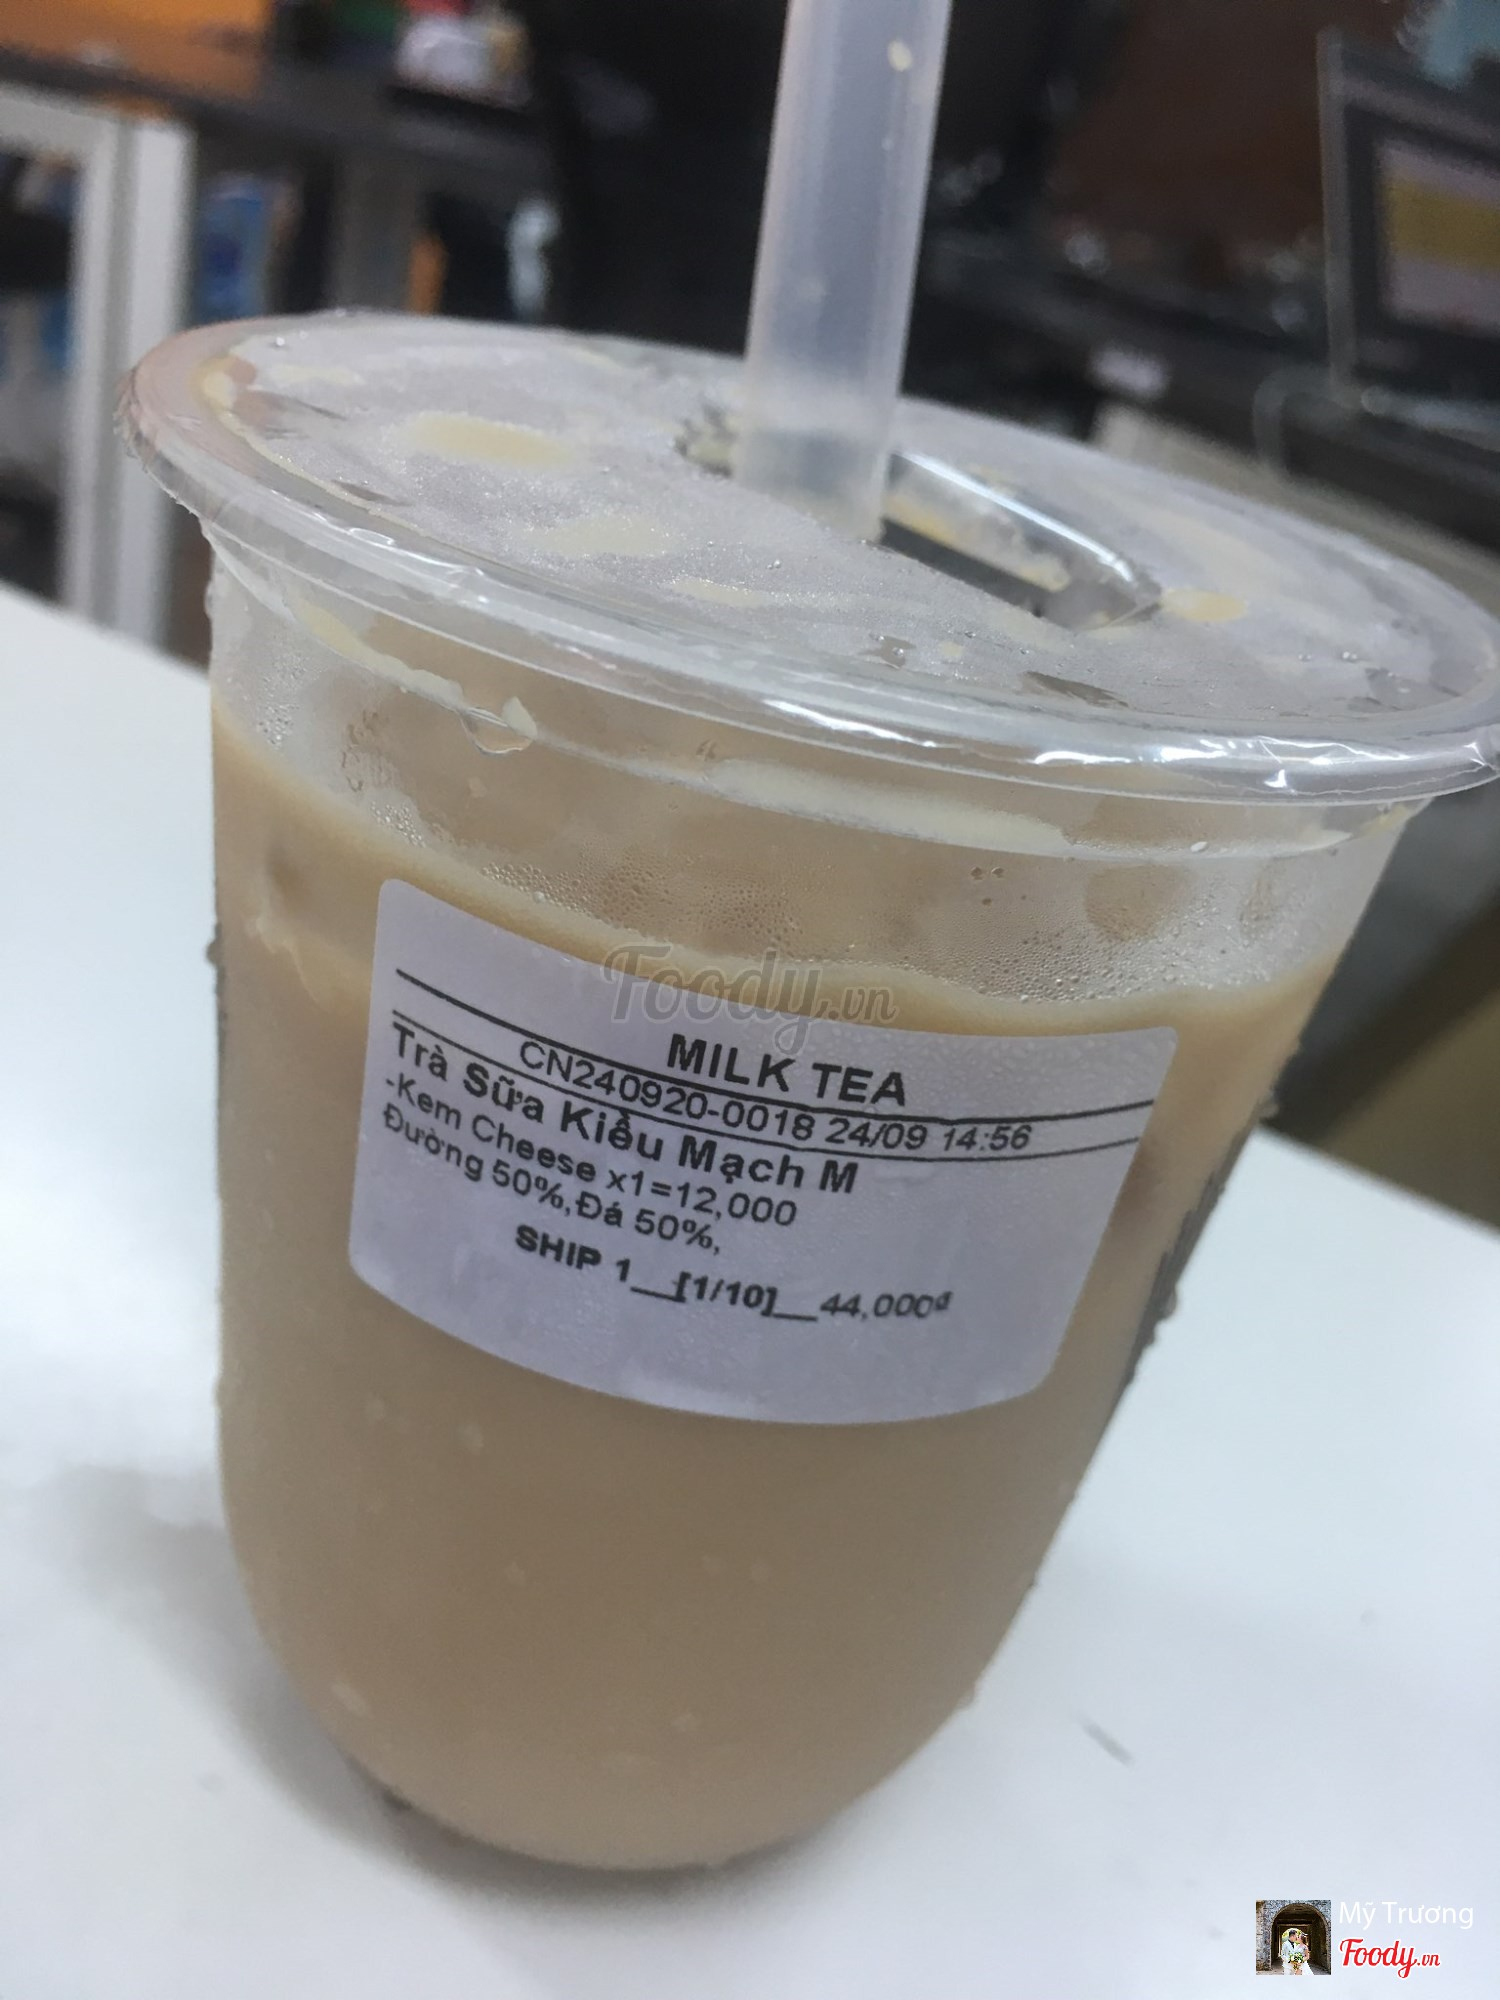 Foody.vn
MILK TEA
CN240920-0018 24/09 14:56
Trà Sữa Kiều Mạch M
-Kem Cheese x1=12,000
Đường 50%,Đá 50%,
SHIP 1__[1/10]__44,000đ
Mỹ Trương
Foody.vn